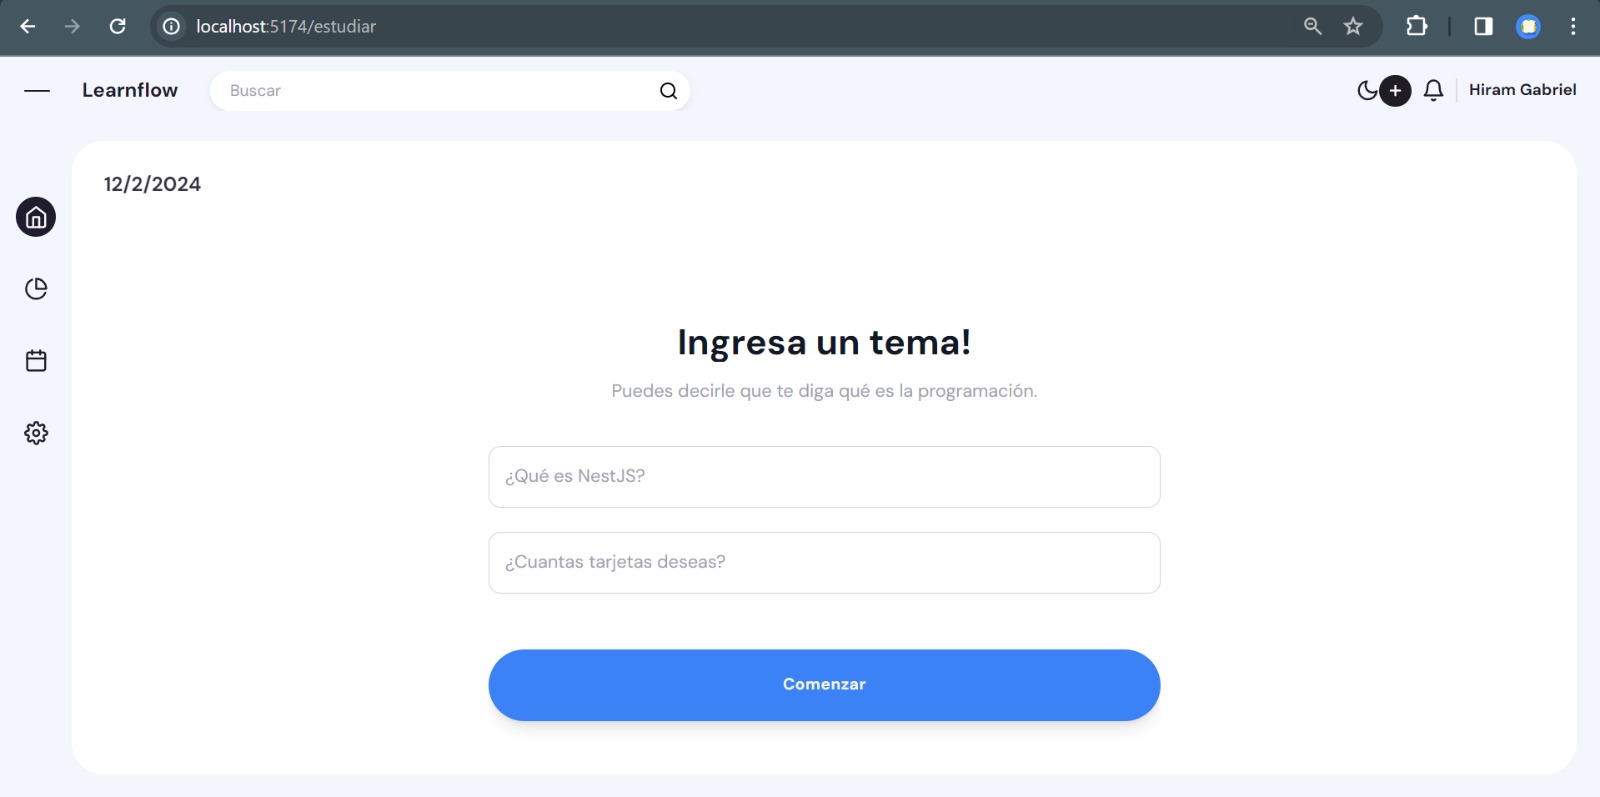 localhost:5174/estudiar
Learnflow
Buscar
Hiram Gabriel
12/2/2024
Ingresa un tema!
Puedes decirle que te diga qué es la programación.
¿Qué es NestJS?
¿Cuantas tarjetas deseas?
Comenzar